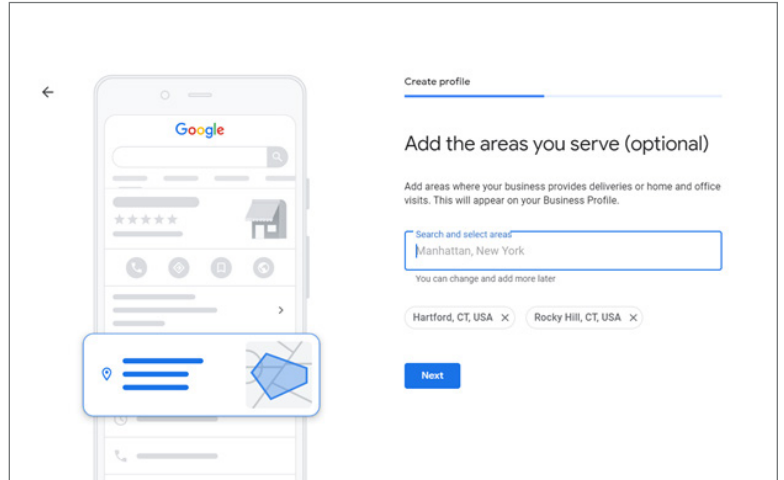 Create profile
Google
Add the areas you serve (optional)
Add areas where your business provides deliveries or home and office
visits. This will appear on your Business Profile.
Search and select areas
Manhattan, New York
You can change and add more later
Hartford, CT, USA
Rocky Hill, CT, USA
Next